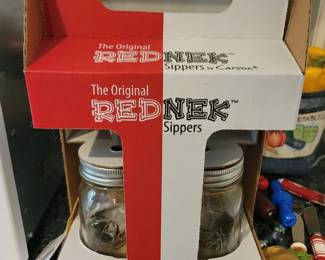 The Original
REDNEK™
Sippers by Carson®
The Original
REDNEK™
Sippers